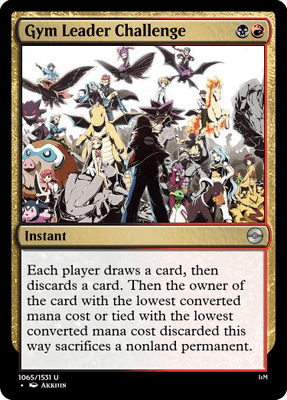 Gym Leader Challenge
Instant
Each player draws a card, then
discards a card. Then the owner of
the card with the lowest converted
mana cost or tied with the lowest
converted mana cost discarded this
way sacrifices a nonland permanent.
1065/1531 U